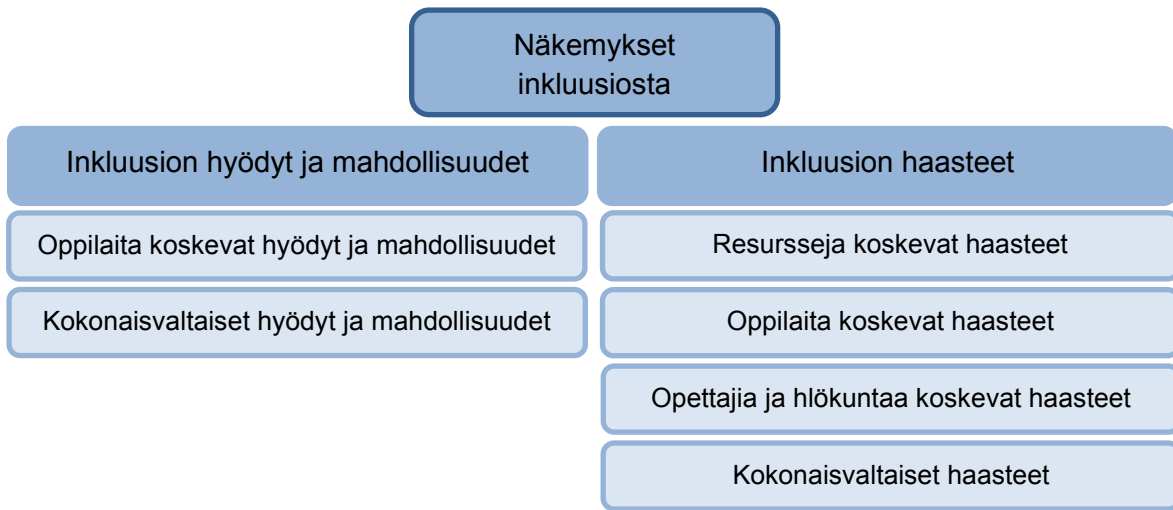 Näkemykset
inkluusiosta
Inkluusion hyödyt ja mahdollisuudet
Oppilaita koskevat hyödyt ja mahdollisuudet
Kokonaisvaltaiset hyödyt ja mahdollisuudet
Inkluusion haasteet
Resursseja koskevat haasteet
Oppilaita koskevat haasteet
Opettajia ja hlökuntaa koskevat haasteet
Kokonaisvaltaiset haasteet